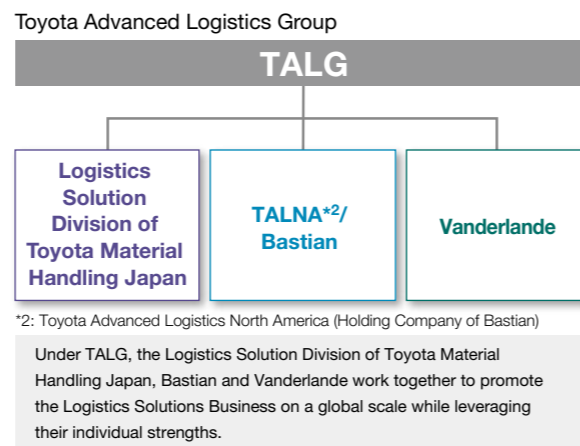 Toyota Advanced Logistics Group
TALG
Logistics
Solution
Division of
Toyota Material
Handling Japan
TALNA*2/
Bastian
Vanderlande
*2: Toyota Advanced Logistics North America (Holding Company of Bastian)
Under TALG, the Logistics Solution Division of Toyota Material
Handling Japan, Bastian and Vanderlande work together to promote
the Logistics Solutions Business on a global scale while leveraging
their individual strengths.